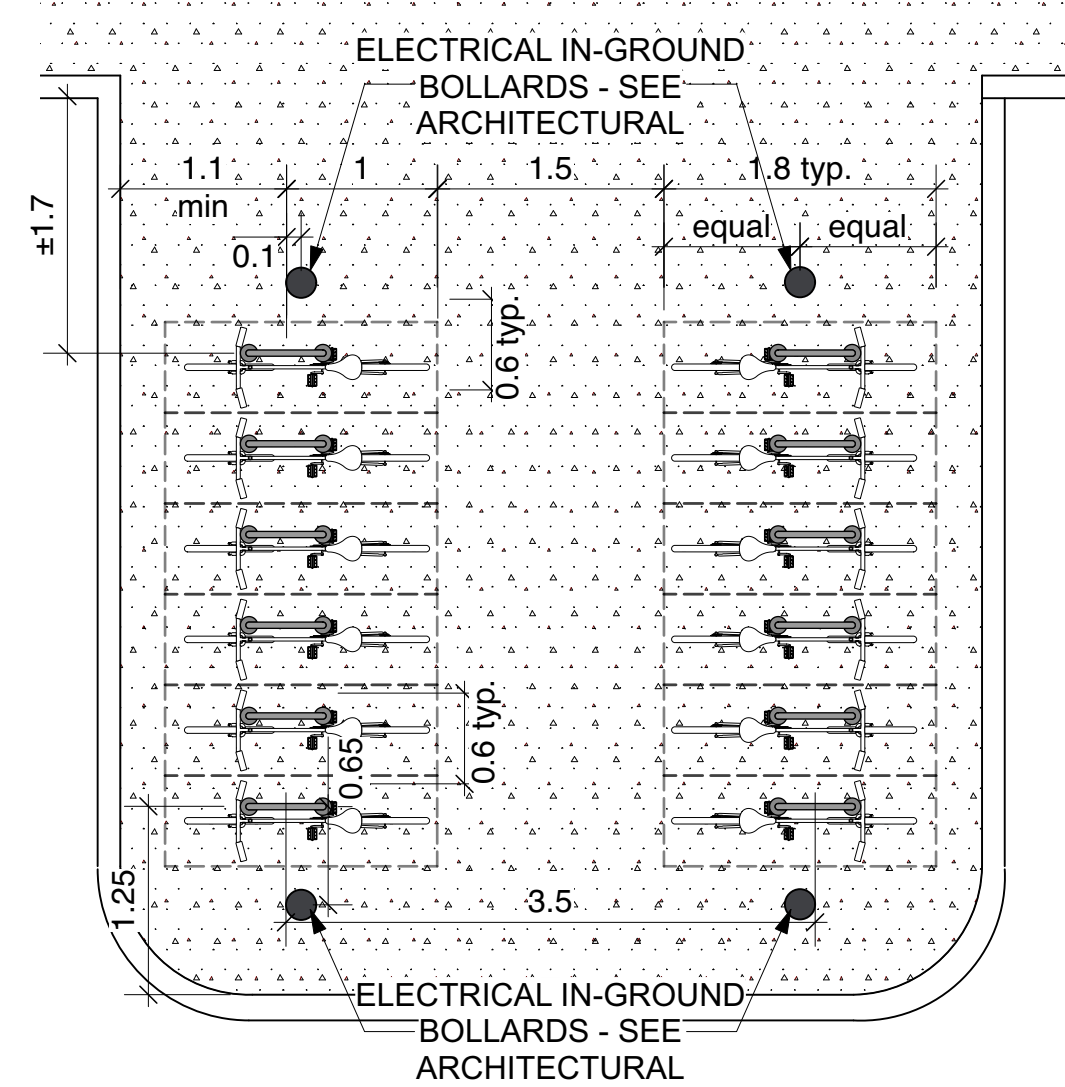 ELECTRICAL IN-GROUND
BOLLARDS - SEE
ARCHITECTURAL
1.1
min
1
1.5
1.8 typ.
equal
equal
±1.7
0.1
0.6 typ.
0.6 typ.
0.65
1.25
3.5
ELECTRICAL IN-GROUND
BOLLARDS - SEE
ARCHITECTURAL